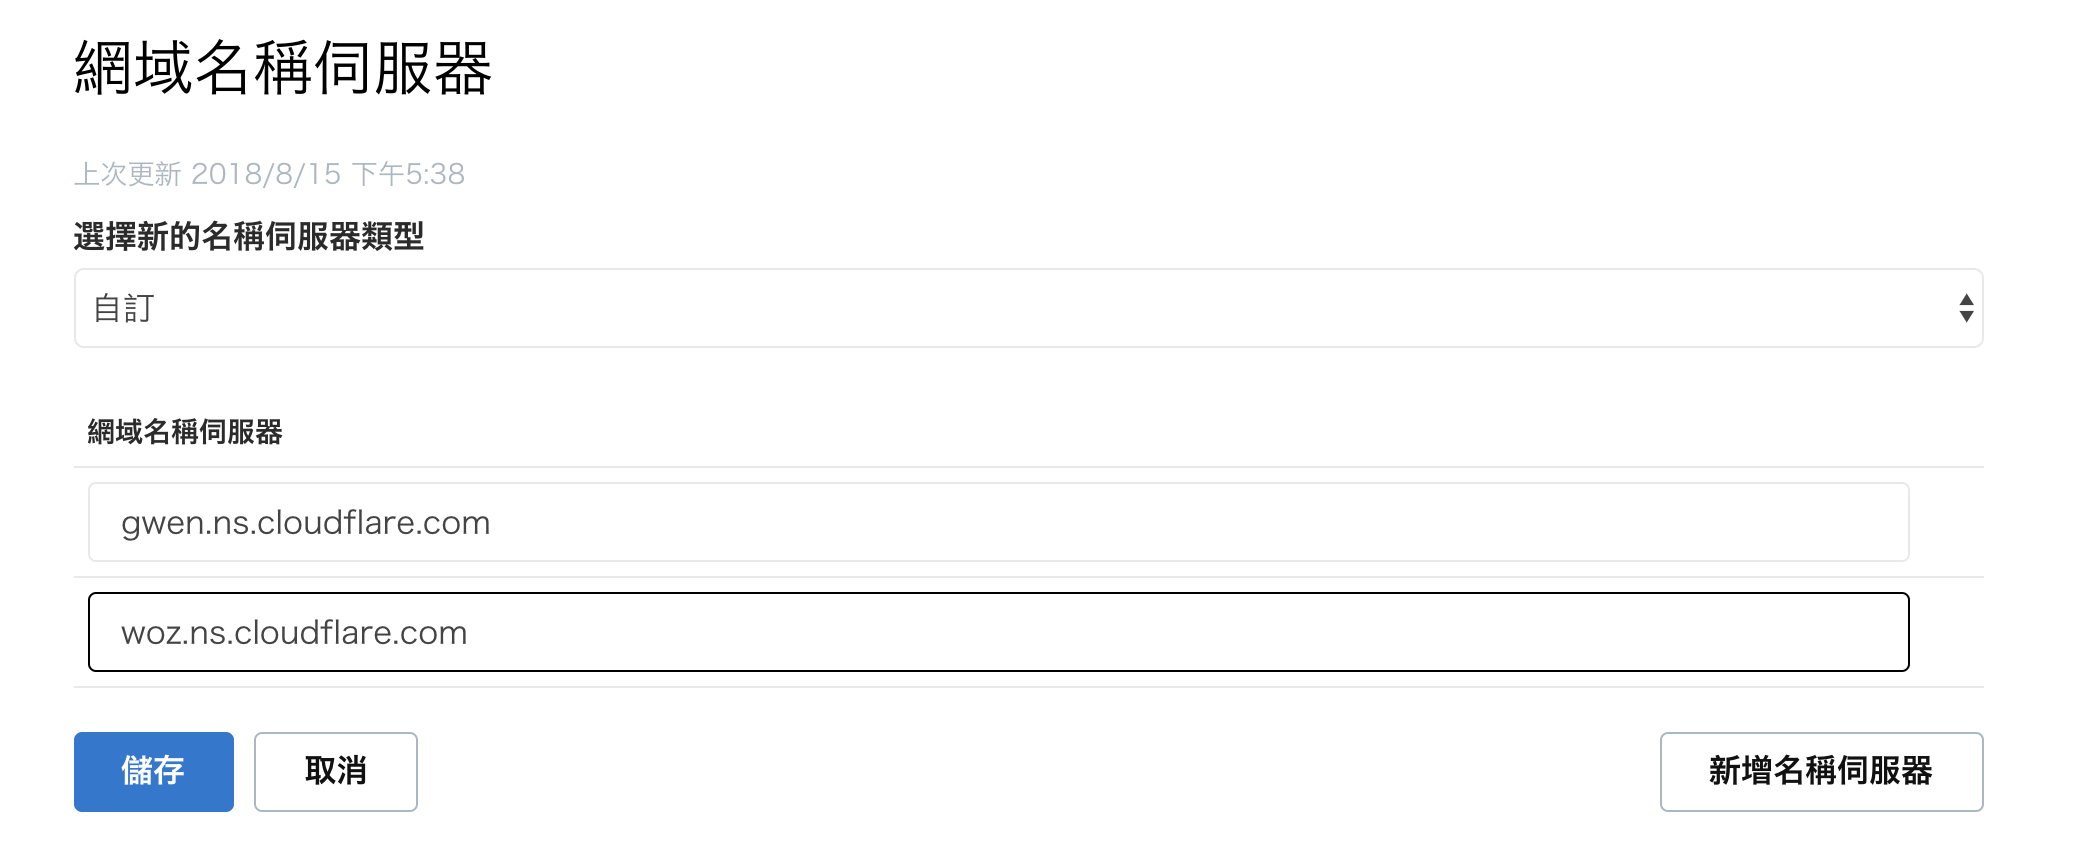 網域名稱伺服器
上次更新 2018/8/15 下午5:38
選擇新的名稱伺服器類型
自訂
網域名稱伺服器
gwen.ns.cloudflare.com
woz.ns.cloudflare.com
儲存 取消 新增名稱伺服器